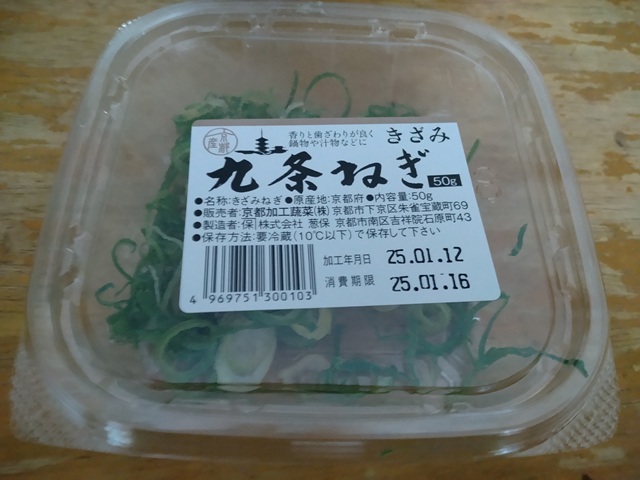 京都産
香りと歯ざわりが良く
鍋物や汁物などに
きざみ
九条ねぎ 50g
●名称:きざみねぎ ●原産地:京都府 ●内容量:50g
●販売者:京都加工蔬菜(株) 京都市下京区朱雀宝蔵町69
●製造者:保 株式会社 葱保 京都市南区吉祥院石原町43
●保存方法:要冷蔵(10℃以下)で保存して下さい
加工年月日 25.01.12
消費期限 25.01.16
4 969751 300103